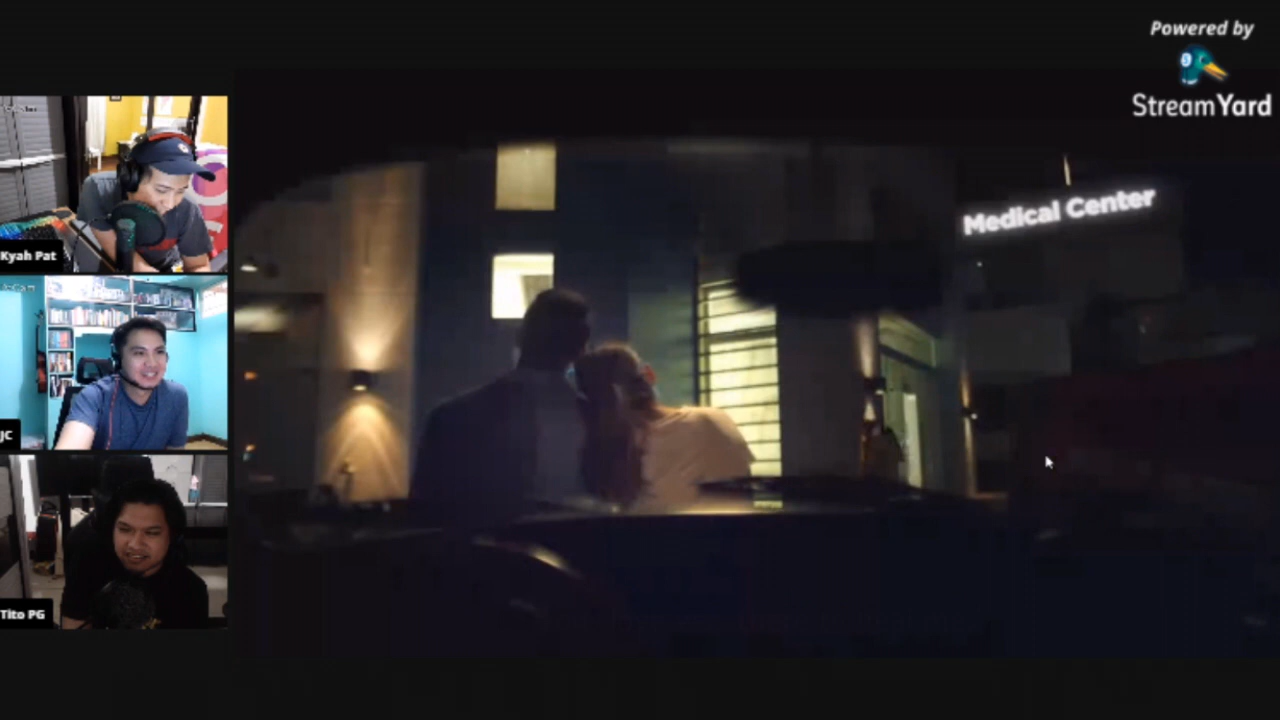 Powered by
StreamYard
Medical Center
Kyah Pat
JC
Tito PG